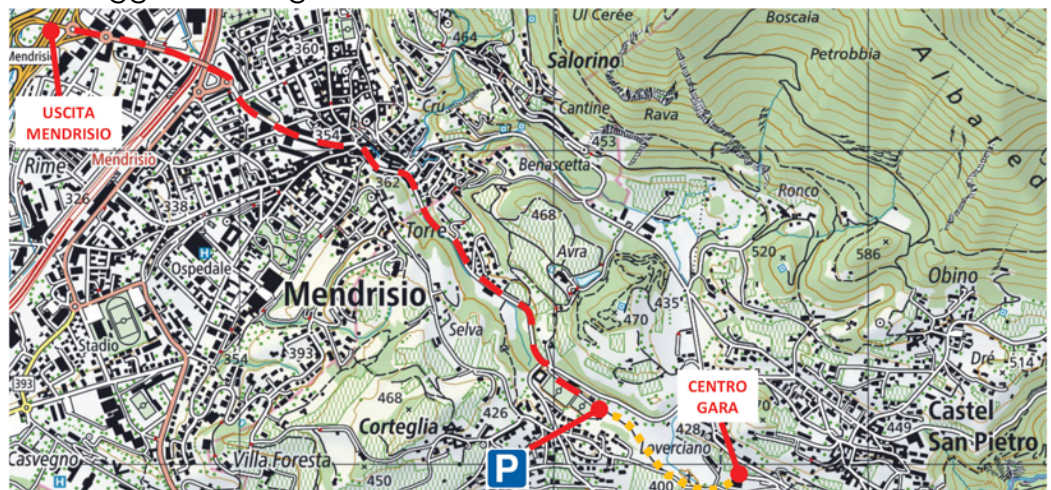 464
Ul Cerée
Boscaia
Mendrisio
360
Salorino
Petrobbia
Albared
USCITA
MENDRISIO
Crü
Cantine
Rava
354
453
Rime
Mendrisio
Benascetta
362
326
338
Ronco
Torre
468
520
586
H
Ospedale
Avra
Obino
Mendrisio
435
Stadio
Selva
470
354
393
Dré
514
393
CENTRO
GARA
468
426
70
Castel
San Pietro
Corteglia
428
449
Loverciano
Casvegno
Villa Foresta
P
H
450
400